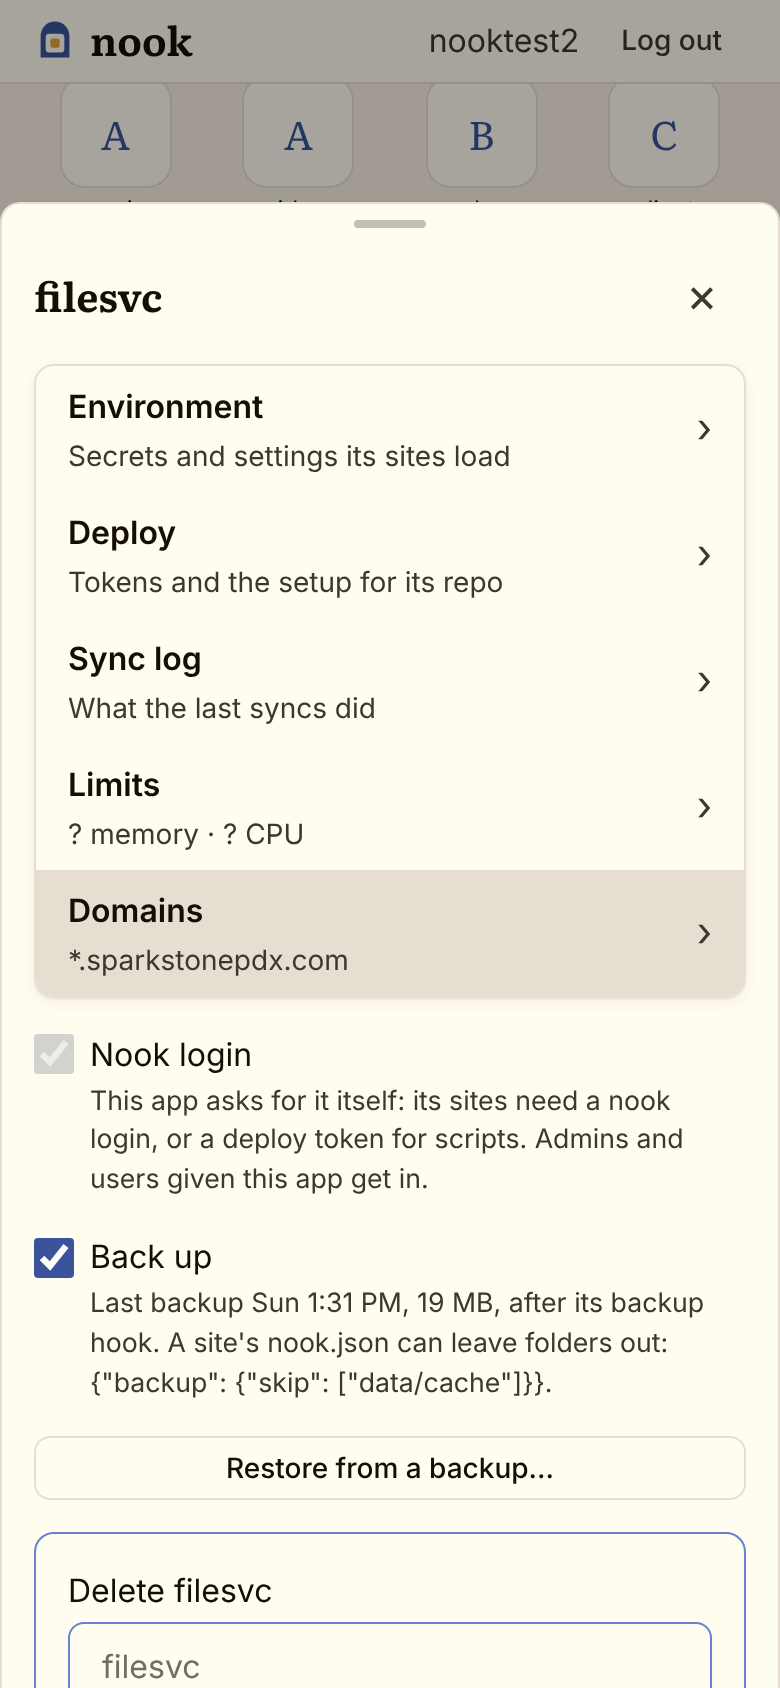 nook
nooktest2
Log out
A
A
B
C
filesvc
Environment
Secrets and settings its sites load
Deploy
Tokens and the setup for its repo
Sync log
What the last syncs did
Limits
? memory · ? CPU
Domains
*.sparkstonepdx.com
Nook login
This app asks for it itself: its sites need a nook
login, or a deploy token for scripts. Admins and
users given this app get in.
Back up
Last backup Sun 1:31 PM, 19 MB, after its backup
hook. A site's nook.json can leave folders out:
{"backup": {"skip": ["data/cache"]}}.
Restore from a backup...
Delete filesvc
filesvc